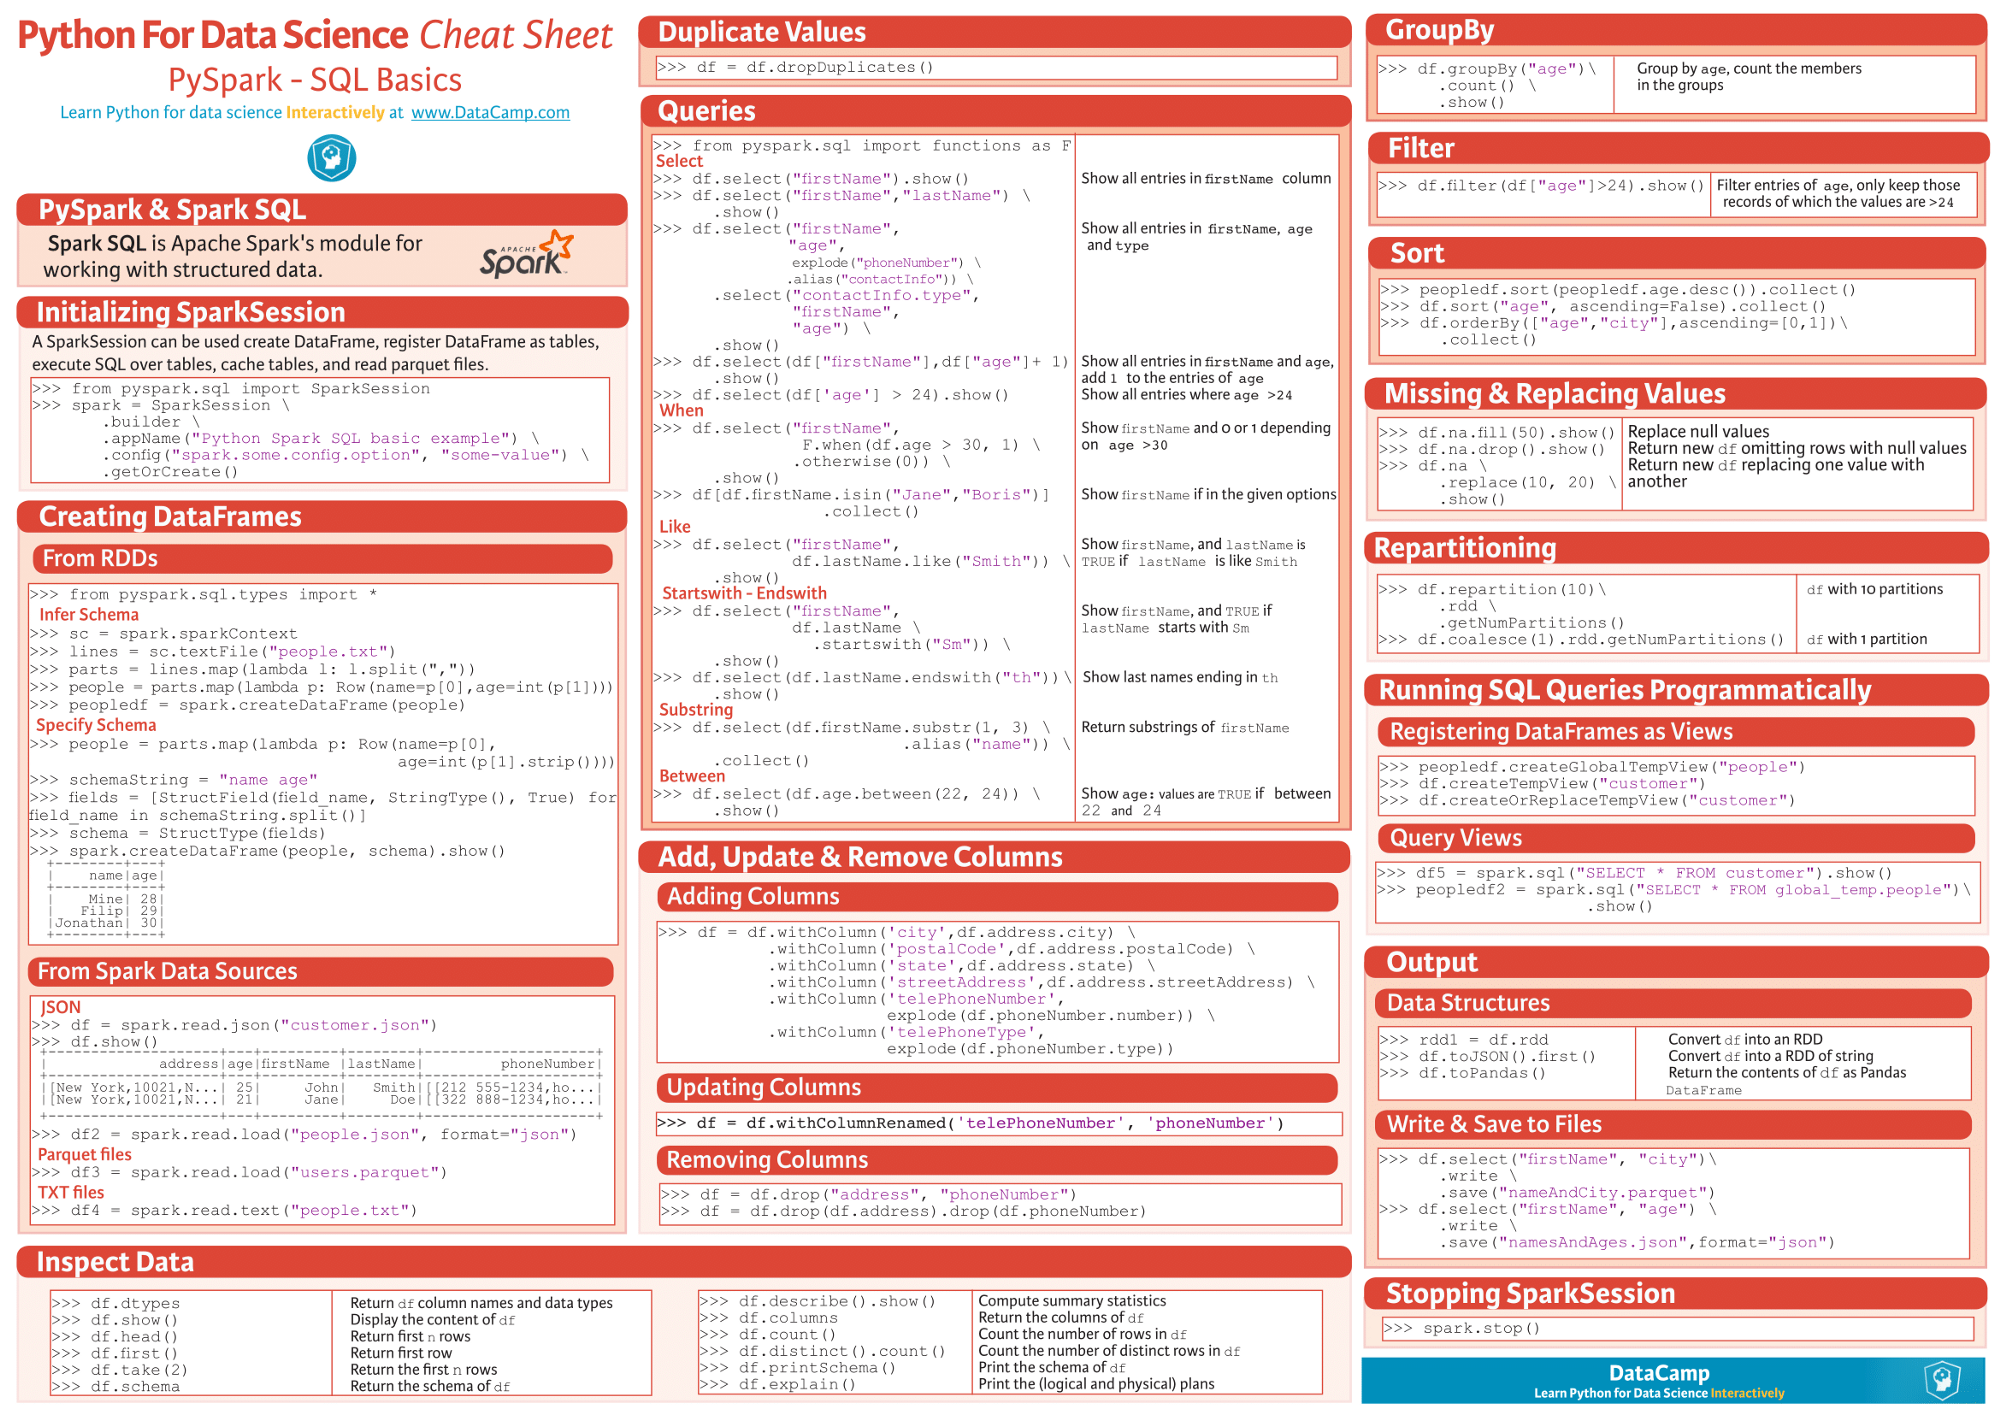 Python For Data Science Cheat Sheet
PySpark - SQL Basics
Learn Python for data science Interactively at www.DataCamp.com
PySpark & Spark SQL
Spark SQL is Apache Spark's module for
working with structured data.
APACHE
Spark
Initializing SparkSession
A SparkSession can be used create DataFrame, register DataFrame as tables,
execute SQL over tables, cache tables, and read parquet files.
>>> from pyspark.sql import SparkSession
>>> spark = SparkSession \
.builder \
.appName("Python Spark SQL basic example") \
.config("spark.some.config.option", "some-value") \
.getOrCreate()
Creating DataFrames
From RDDs
>>> from pyspark.sql.types import *
Infer Schema
>>> sc = spark.sparkContext
>>> lines = sc.textFile("people.txt")
>>> parts = lines.map(lambda l: l.split(","))
>>> people = parts.map(lambda p: Row(name=p[0],age=int(p[1])))
>>> peopledf = spark.createDataFrame(people)
Specify Schema
>>> people = parts.map(lambda p: Row(name=p[0],
age=int(p[1].strip())))
>>> schemaString = "name age"
>>> fields = [StructField(field_name, StringType(), True) for
field_name in schemaString.split()]
>>> schema = StructType(fields)
>>> spark.createDataFrame(people, schema).show()
+--------+---+
|    name|age|
+--------+---+
|    Mine| 28|
|   Filip| 29|
|Jonathan| 30|
+--------+---+
From Spark Data Sources
JSON
>>> df = spark.read.json("customer.json")
>>> df.show()
+--------------------+---+---------+--------+--------------------+
|             address|age|firstName |lastName|         phoneNumber|
+--------------------+---+---------+--------+--------------------+
|[New York,10021,N...| 25|     John|   Smith|[[212 555-1234,ho...|
|[New York,10021,N...| 21|     Jane|     Doe|[[322 888-1234,ho...|
+--------------------+---+---------+--------+--------------------+
>>> df2 = spark.read.load("people.json", format="json")
Parquet files
>>> df3 = spark.read.load("users.parquet")
TXT files
>>> df4 = spark.read.text("people.txt")
Duplicate Values
>>> df = df.dropDuplicates()
Queries
>>> from pyspark.sql import functions as F
Select
>>> df.select("firstName").show() Show all entries in firstName column
>>> df.select("firstName","lastName") \
.show()
>>> df.select("firstName", Show all entries in firstName, age
"age", and type
explode("phoneNumber") \
.alias("contactInfo")) \
.select("contactInfo.type",
"firstName",
"age") \
.show()
>>> df.select(df["firstName"],df["age"]+ 1) Show all entries in firstName and age,
.show() add 1 to the entries of age
>>> df.select(df['age'] > 24).show() Show all entries where age >24
When
>>> df.select("firstName", Show firstName and 0 or 1 depending
F.when(df.age > 30, 1) \ on age >30
.otherwise(0)) \
.show()
>>> df[df.firstName.isin("Jane","Boris")] Show firstName if in the given options
.collect()
Like
>>> df.select("firstName", Show firstName, and lastName is
df.lastName.like("Smith")) \ TRUE if lastName is like Smith
.show()
Startswith - Endswith
>>> df.select("firstName", Show firstName, and TRUE if
df.lastName \ lastName starts with Sm
.startswith("Sm")) \
.show()
>>> df.select(df.lastName.endswith("th")) \ Show last names ending in th
.show()
Substring
>>> df.select(df.firstName.substr(1, 3) \ Return substrings of firstName
.alias("name")) \
.collect()
Between
>>> df.select(df.age.between(22, 24)) \ Show age: values are TRUE if between
.show() 22 and 24
Add, Update & Remove Columns
Adding Columns
>>> df = df.withColumn('city',df.address.city) \
.withColumn('postalCode',df.address.postalCode) \
.withColumn('state',df.address.state) \
.withColumn('streetAddress',df.address.streetAddress) \
.withColumn('telePhoneNumber',
explode(df.phoneNumber.number)) \
.withColumn('telePhoneType',
explode(df.phoneNumber.type))
Updating Columns
>>> df = df.withColumnRenamed('telePhoneNumber', 'phoneNumber')
Removing Columns
>>> df = df.drop("address", "phoneNumber")
>>> df = df.drop(df.address).drop(df.phoneNumber)
Inspect Data
>>> df.dtypes Return df column names and data types
>>> df.show() Display the content of df
>>> df.head() Return first n rows
>>> df.first() Return first row
>>> df.take(2) Return the first n rows
>>> df.schema Return the schema of df
>>> df.describe().show() Compute summary statistics
>>> df.columns Return the columns of df
>>> df.count() Count the number of rows in df
>>> df.distinct().count() Count the number of distinct rows in df
>>> df.printSchema() Print the schema of df
>>> df.explain() Print the (logical and physical) plans
GroupBy
>>> df.groupBy("age")\ Group by age, count the members
.count() \ in the groups
.show()
Filter
>>> df.filter(df["age"]>24).show() Filter entries of age, only keep those
records of which the values are >24
Sort
>>> peopledf.sort(peopledf.age.desc()).collect()
>>> df.sort("age", ascending=False).collect()
>>> df.orderBy(["age","city"],ascending=[0,1])\
.collect()
Missing & Replacing Values
>>> df.na.fill(50).show() Replace null values
>>> df.na.drop().show() Return new df omitting rows with null values
>>> df.na \ Return new df replacing one value with
.replace(10, 20) \ another
.show()
Repartitioning
>>> df.repartition(10)\ df with 10 partitions
.rdd \
.getNumPartitions()
>>> df.coalesce(1).rdd.getNumPartitions() df with 1 partition
Running SQL Queries Programmatically
Registering DataFrames as Views
>>> peopledf.createGlobalTempView("people")
>>> df.createTempView("customer")
>>> df.createOrReplaceTempView("customer")
Query Views
>>> df5 = spark.sql("SELECT * FROM customer").show()
>>> peopledf2 = spark.sql("SELECT * FROM global_temp.people")\
.show()
Output
Data Structures
>>> rdd1 = df.rdd Convert df into an RDD
>>> df.toJSON().first() Convert df into a RDD of string
>>> df.toPandas() Return the contents of df as Pandas
DataFrame
Write & Save to Files
>>> df.select("firstName", "city")\
.write \
.save("nameAndCity.parquet")
>>> df.select("firstName", "age") \
.write \
.save("namesAndAges.json",format="json")
Stopping SparkSession
>>> spark.stop()
DataCamp
Learn Python for Data Science Interactively